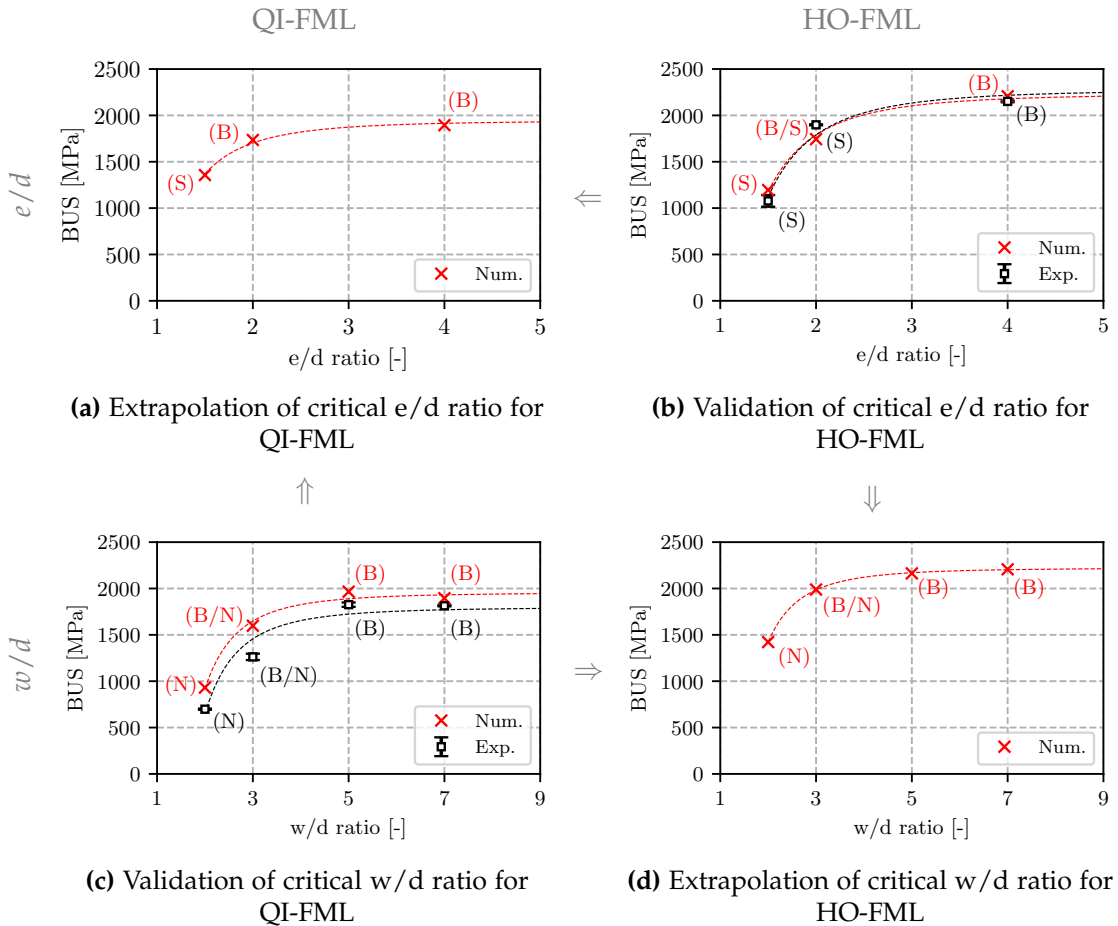 QI-FML
HO-FML
e/d
w/d
BUS [MPa]
2500
2000
1500
1000
500
0
(S)
(B)
(B)
Num.
1
2
3
4
5
e/d ratio [-]
(a) Extrapolation of critical e/d ratio for
QI-FML
⇐
BUS [MPa]
2500
2000
1500
1000
500
0
(S)
(B/S)
(B)
(S)
(S)
(B)
Num.
Exp.
1
2
3
4
5
e/d ratio [-]
(b) Validation of critical e/d ratio for
HO-FML
⇑
⇓
BUS [MPa]
2500
2000
1500
1000
500
0
(N)
(B/N)
(B)
(B)
(N)
(B/N)
(B)
(B)
Num.
Exp.
1
3
5
7
9
w/d ratio [-]
(c) Validation of critical w/d ratio for
QI-FML
⇒
BUS [MPa]
2500
2000
1500
1000
500
0
(N)
(B/N)
(B)
(B)
Num.
1
3
5
7
9
w/d ratio [-]
(d) Extrapolation of critical w/d ratio for
HO-FML